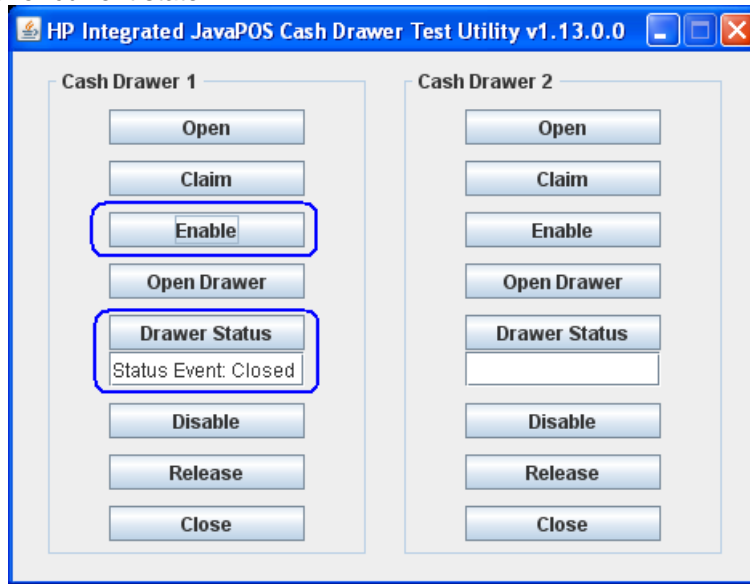 HP Integrated JavaPOS Cash Drawer Test Utility v1.13.0.0
Cash Drawer 1
Open
Claim
Enable
Open Drawer
Drawer Status
Status Event: Closed
Disable
Release
Close
Cash Drawer 2
Open
Claim
Enable
Open Drawer
Drawer Status
Disable
Release
Close